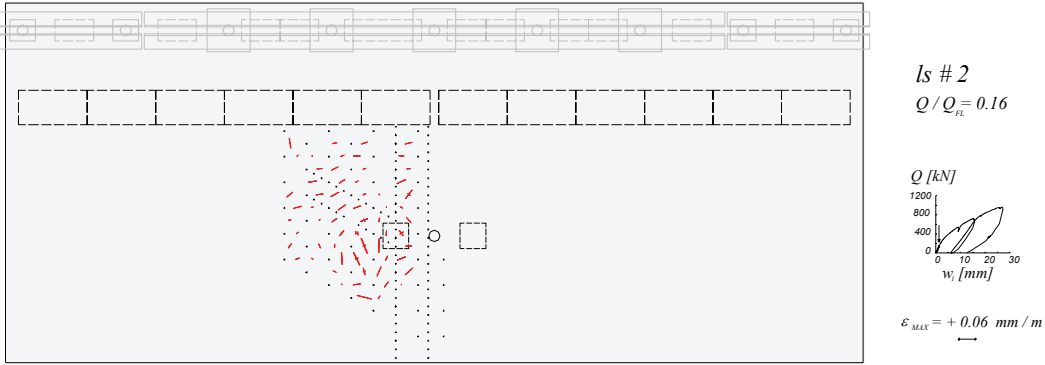 ls # 2
Q / Q_FL = 0.16
Q [kN]
1200
800
400
0
0 10 20 30
w₁ [mm]
ε_MAX = + 0.06 mm / m